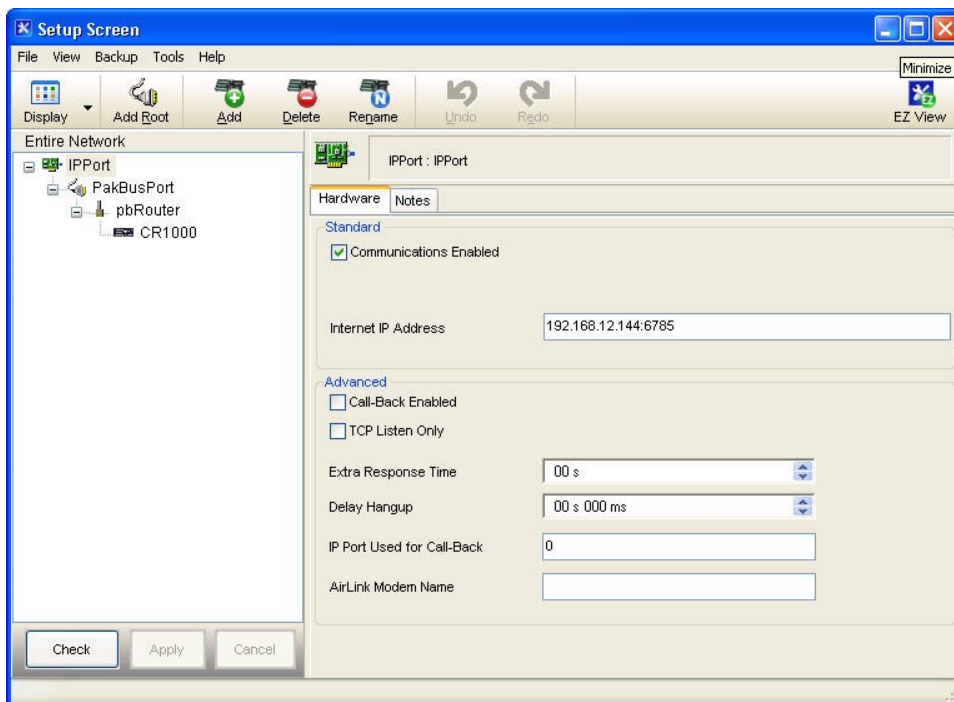 Setup Screen
File View Backup Tools Help
Minimize
Display Add Root Add Delete Rename Undo Redo EZ View
Entire Network
IPPort
PakBusPort
pbRouter
CR1000
IPPort : IPPort
Hardware Notes
Standard
Communications Enabled
Internet IP Address 192.168.12.144:6785
Advanced
Call-Back Enabled
TCP Listen Only
Extra Response Time 00 s
Delay Hangup 00 s 000 ms
IP Port Used for Call-Back 0
AirLink Modem Name
Check Apply Cancel